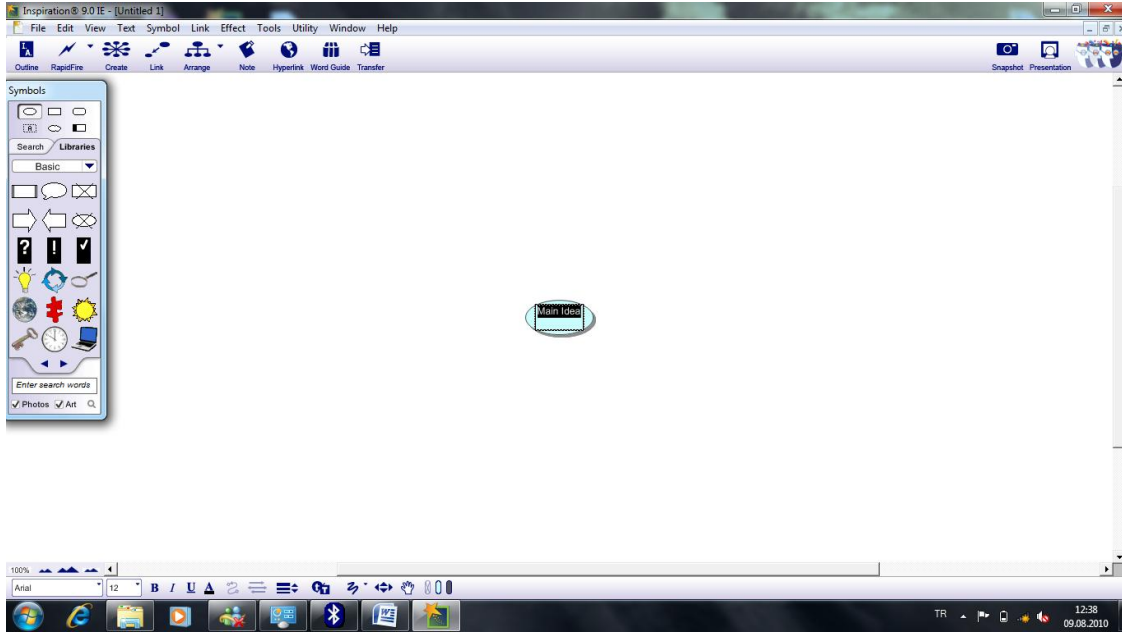 Inspiration® 9.0 IE - [Untitled 1]
File Edit View Text Symbol Link Effect Tools Utility Window Help
Outline RapidFire Create Link Arrange Note Hyperlink Word Guide Transfer Snapshot Presentation
Symbols
Search Libraries
Basic
Main Idea
Enter search words
Photos Art
100%
Arial 12 B I U A
TR 12:38
09.08.2010